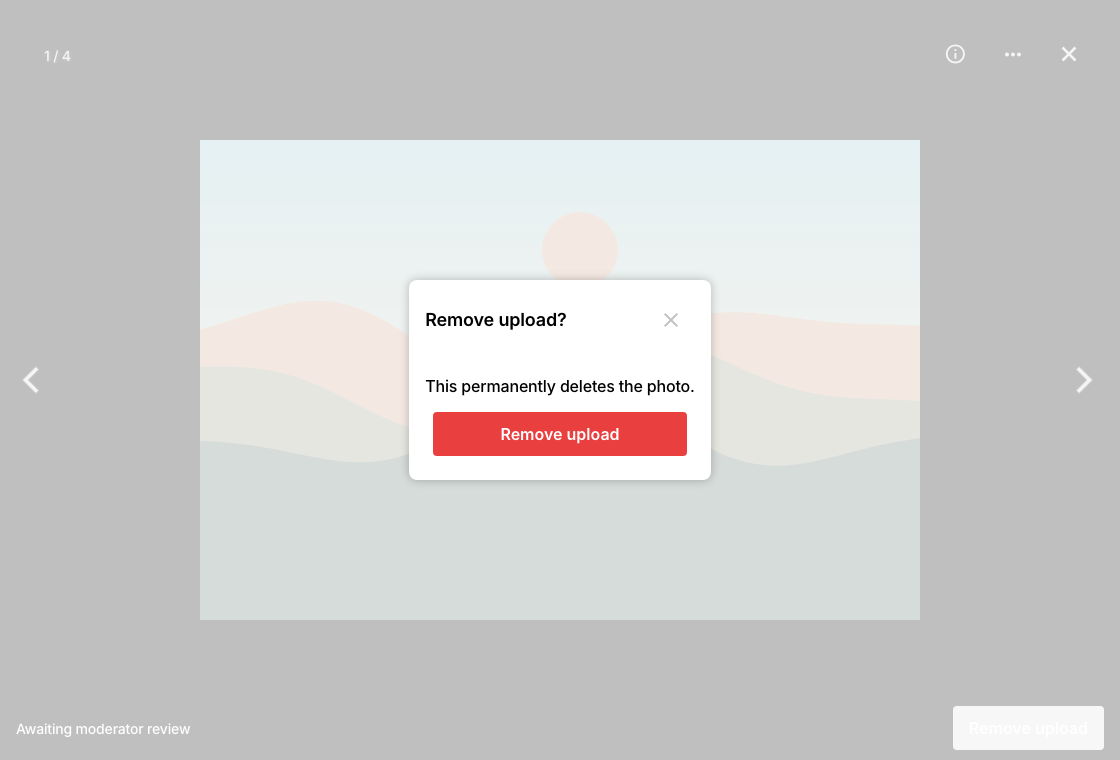 1 / 4
Remove upload?
This permanently deletes the photo.
Remove upload
Awaiting moderator review
Remove upload